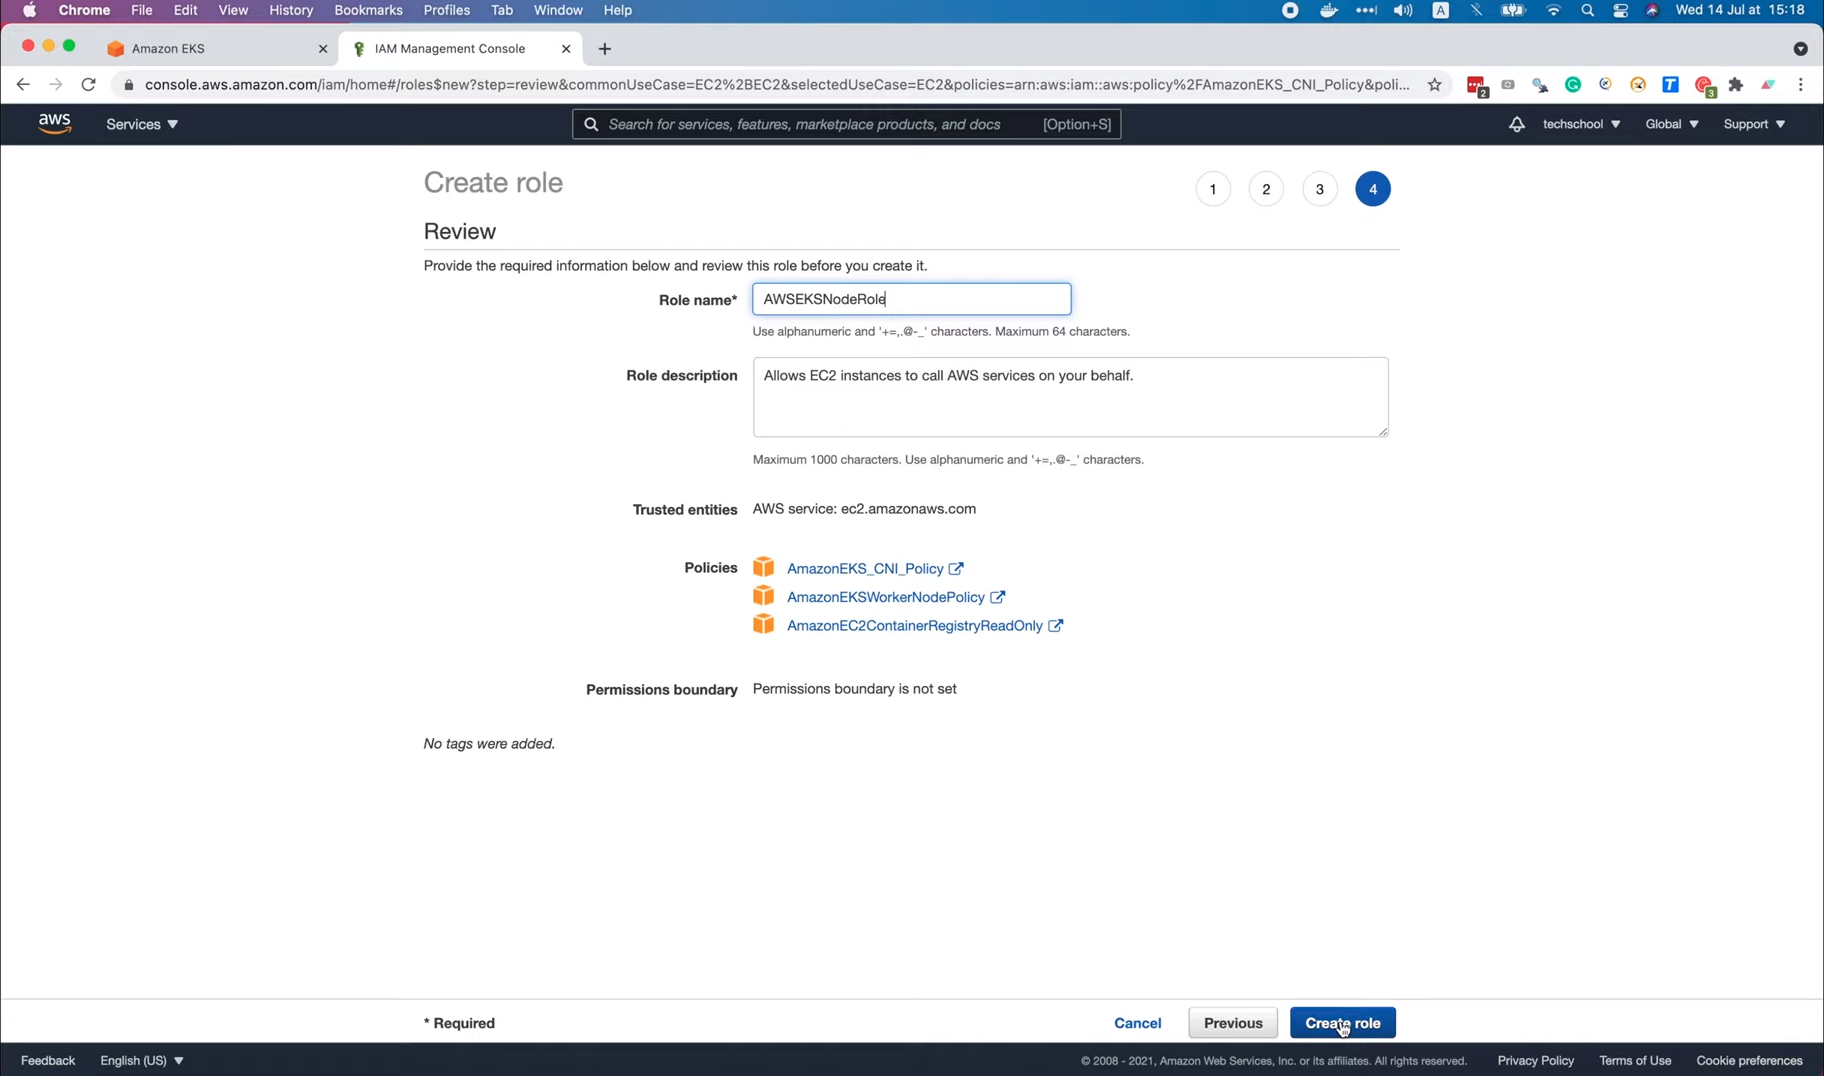 Chrome File Edit View History Bookmarks Profiles Tab Window Help A Wed 14 Jul at 15:18
Amazon EKS IAM Management Console
console.aws.amazon.com/iam/home#/roles$new?step=review&commonUseCase=EC2%2BEC2&selectedUseCase=EC2&policies=arn:aws:iam::aws:policy%2FAmazonEKS_CNI_Policy&poli... 2 T 3
aws Services Search for services, features, marketplace products, and docs [Option+S] techschool Global Support
Create role 1 2 3 4
Review
Provide the required information below and review this role before you create it.
Role name* AWSEKSNodeRole
Use alphanumeric and '+=,.@-_' characters. Maximum 64 characters.
Role description Allows EC2 instances to call AWS services on your behalf.
Maximum 1000 characters. Use alphanumeric and '+=,.@-_' characters.
Trusted entities AWS service: ec2.amazonaws.com
Policies AmazonEKS_CNI_Policy
AmazonEKSWorkerNodePolicy
AmazonEC2ContainerRegistryReadOnly
Permissions boundary Permissions boundary is not set
No tags were added.
* Required Cancel Previous Create role
Feedback English (US) © 2008 - 2021, Amazon Web Services, Inc. or its affiliates. All rights reserved. Privacy Policy Terms of Use Cookie preferences